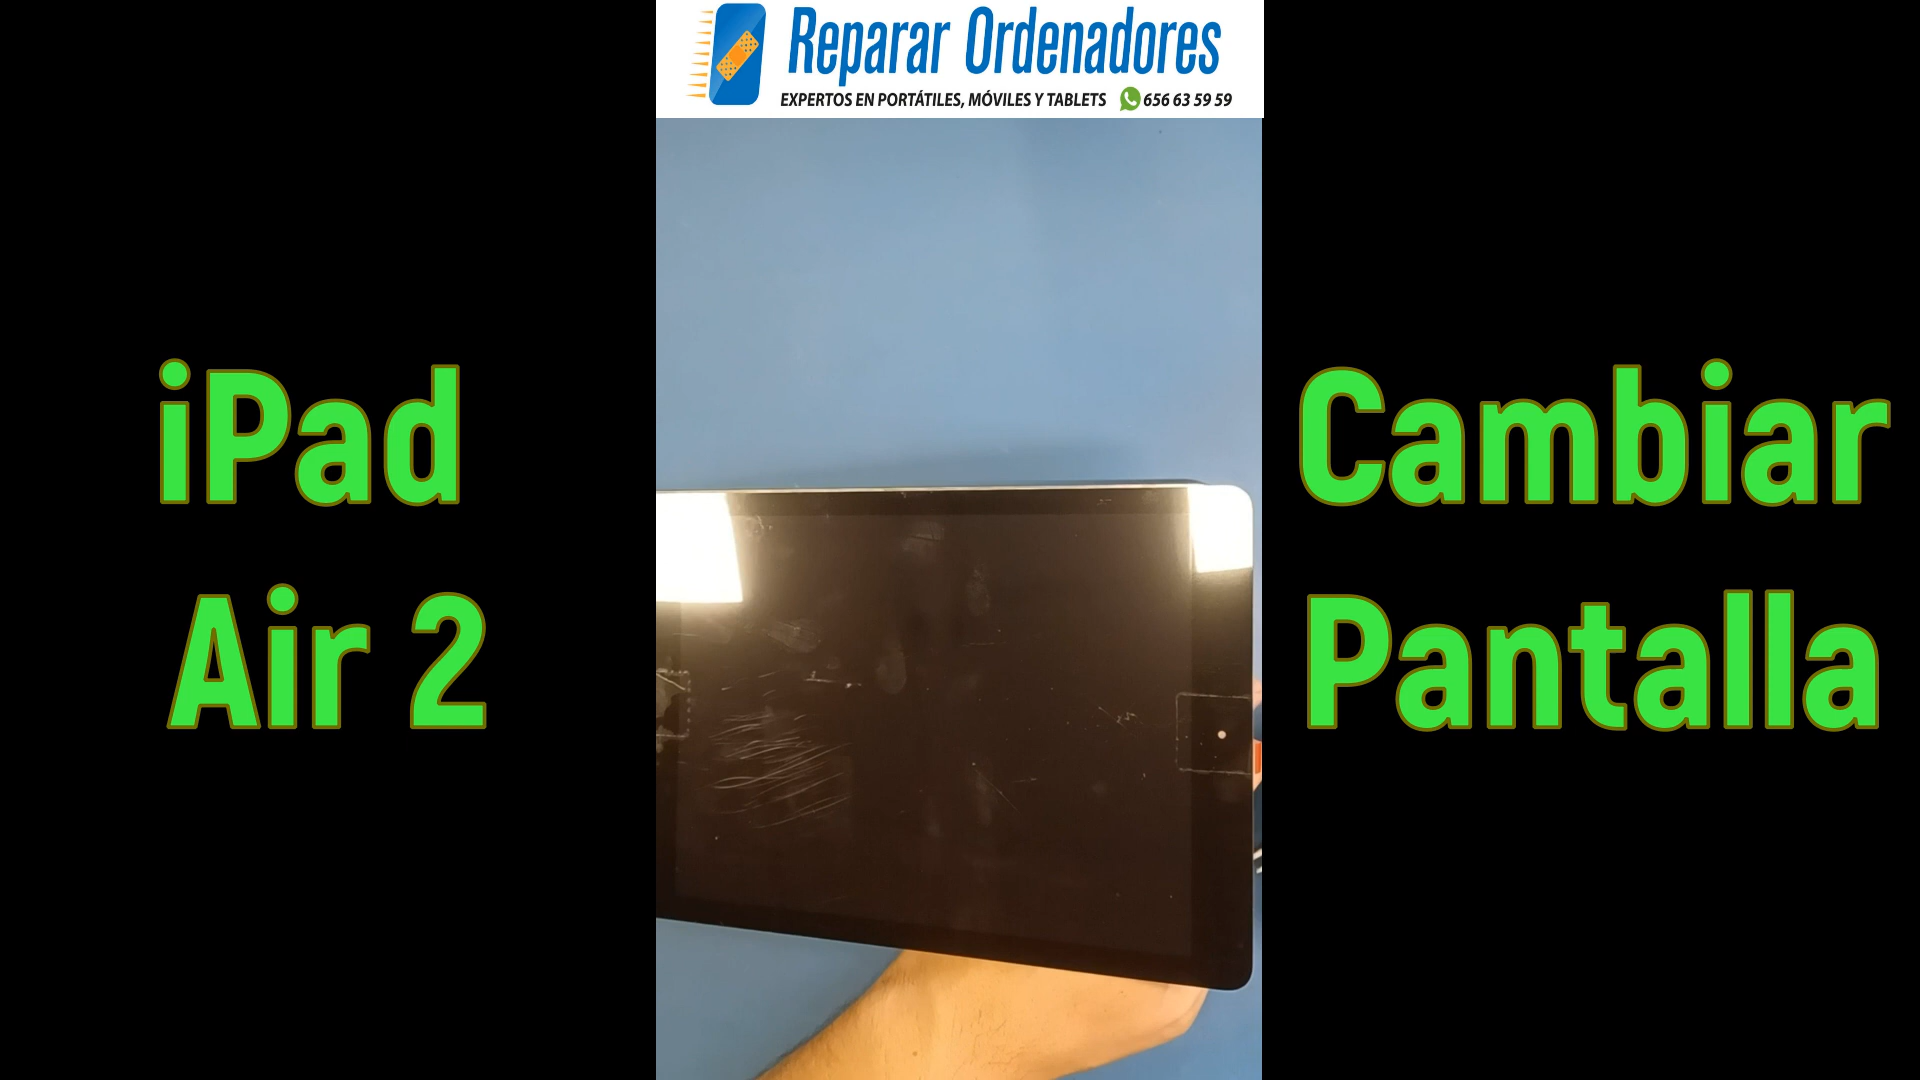 Reparar Ordenadores
EXPERTOS EN PORTÁTILES, MÓVILES Y TABLETS 656 63 59 59
iPad
Air 2
Cambiar
Pantalla